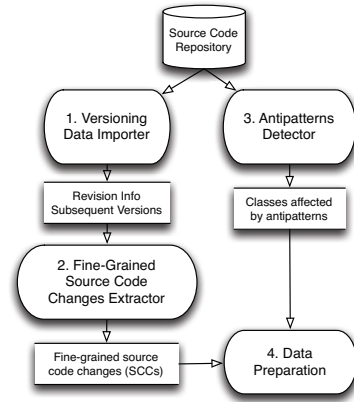 Source Code
Repository
1. Versioning
Data Importer
3. Antipatterns
Detector
Revision Info
Subsequent Versions
Classes affected
by antipatterns
2. Fine-Grained
Source Code
Changes Extractor
Fine-grained source
code changes (SCCs)
4. Data
Preparation